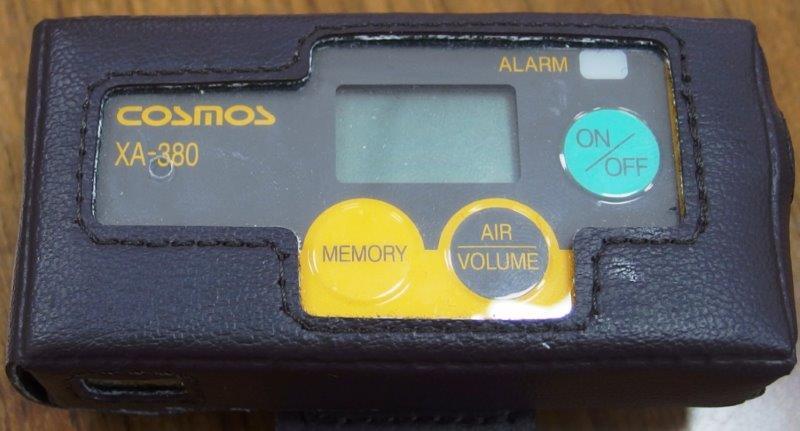 ALARM
COSMOS
XA-380
ON/OFF
MEMORY
AIR
VOLUME